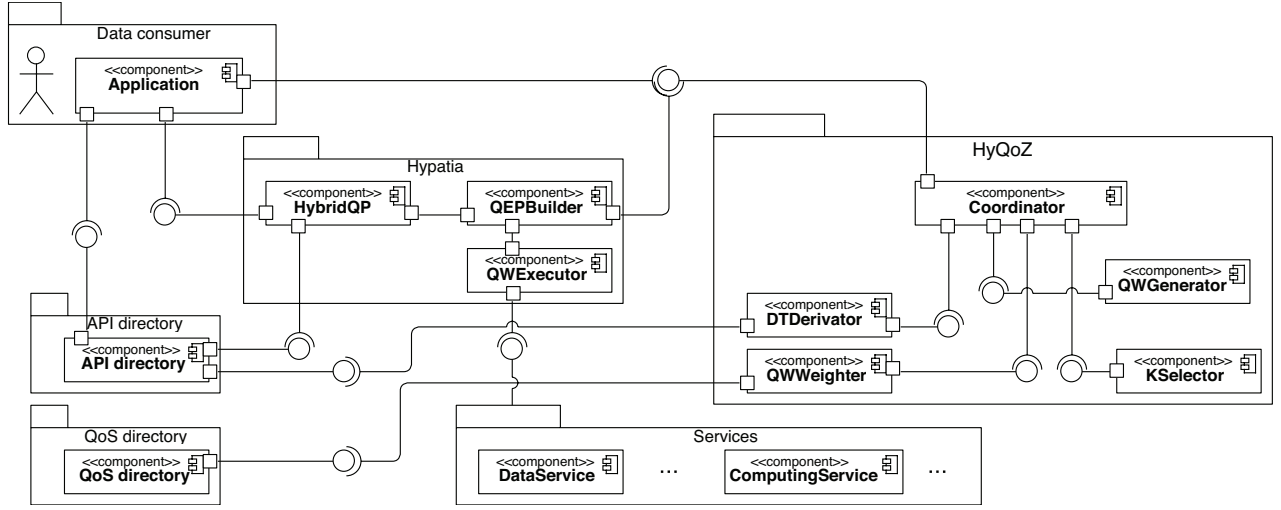 Data consumer
<<component>>
Application
Hypatia
<<component>>
HybridQP
<<component>>
QEPBuilder
<<component>>
QWExecutor
HyQoZ
<<component>>
Coordinator
<<component>>
QWGenerator
<<component>>
DTDerivator
<<component>>
QWWeighter
<<component>>
KSelector
API directory
<<component>>
API directory
QoS directory
<<component>>
QoS directory
Services
<<component>>
DataService
...
<<component>>
ComputingService
...